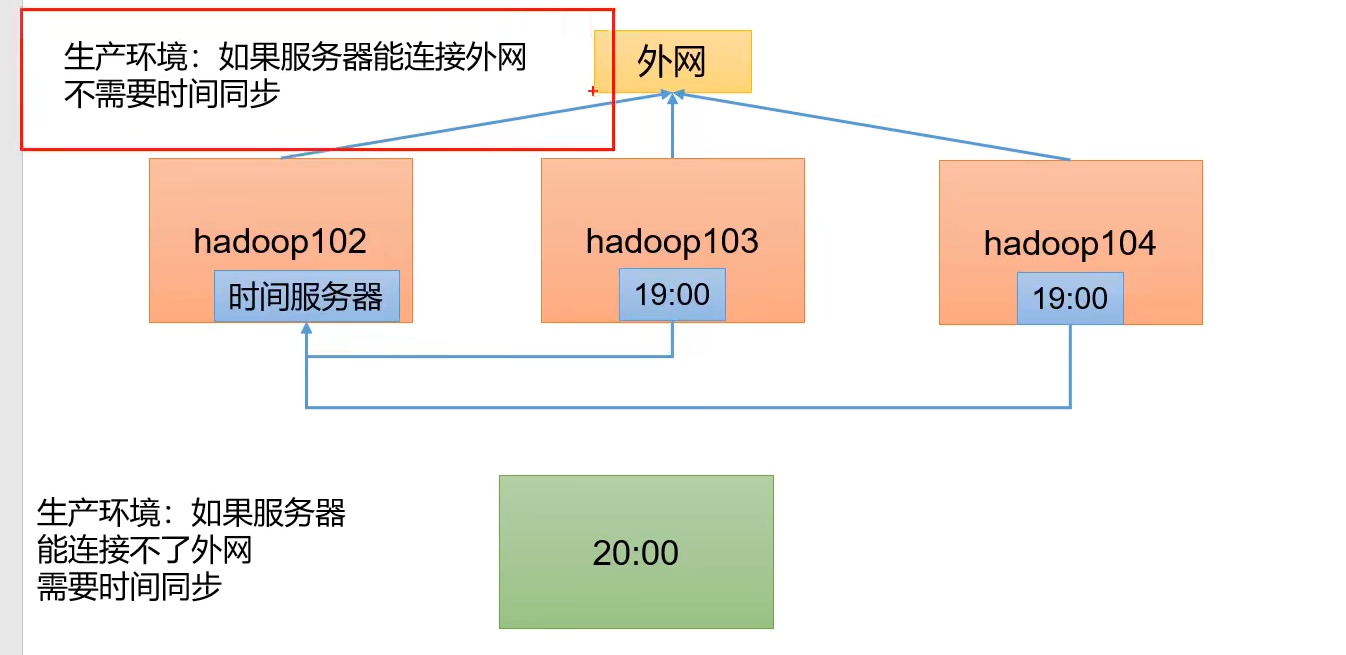 生产环境：如果服务器能连接外网
不需要时间同步
外网
hadoop102
时间服务器
hadoop103
19:00
hadoop104
19:00
生产环境：如果服务器
能连接不了外网
需要时间同步
20:00